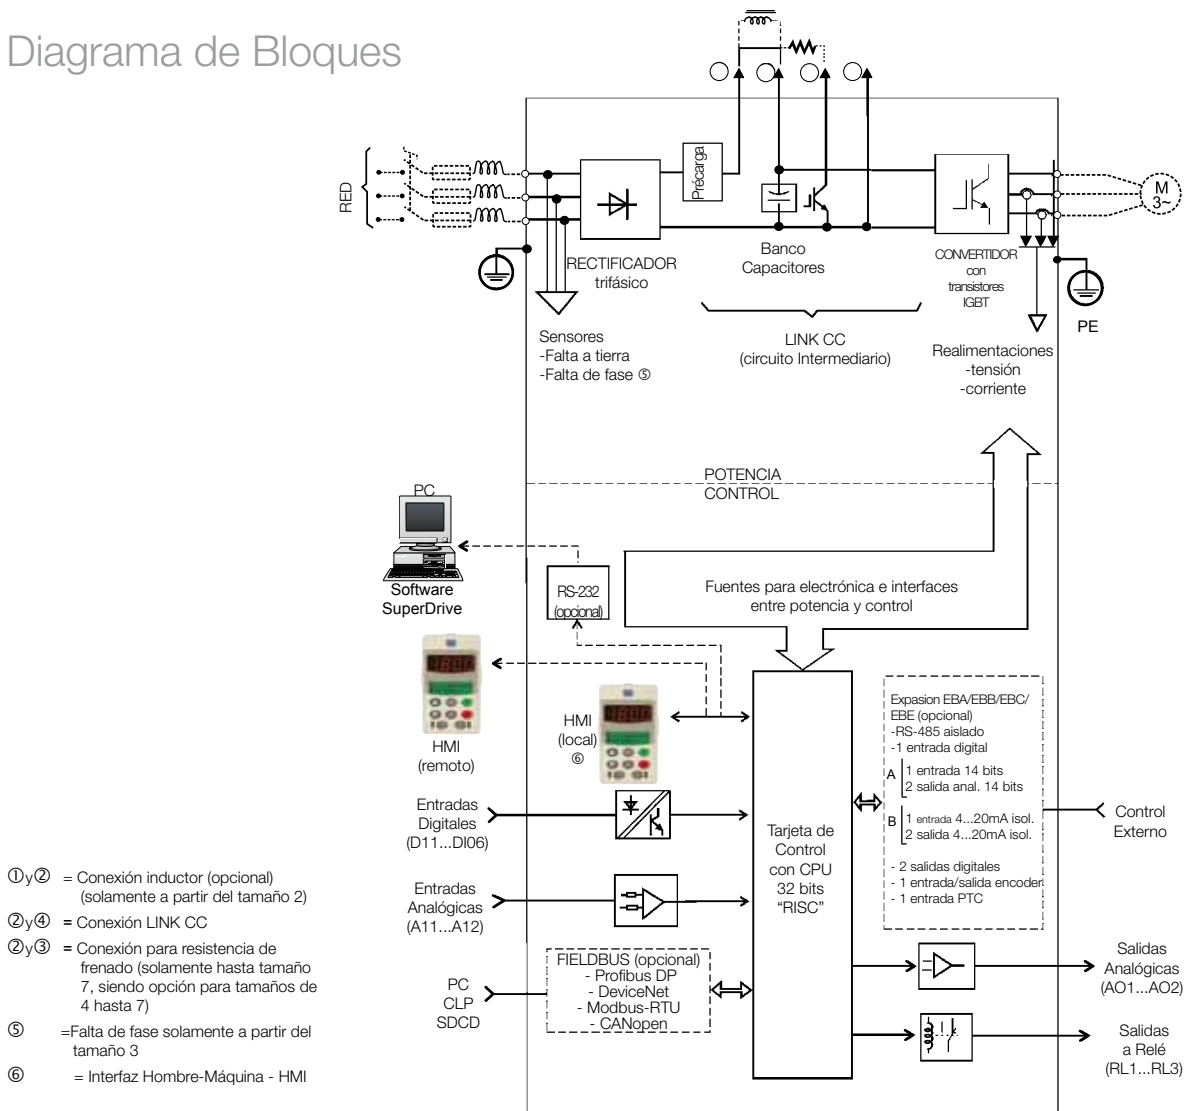 Diagrama de Bloques
RED
Précarga
M
3~
RECTIFICADOR
trifásico
Banco
Capacitores
CONVERTIDOR
con
transistores
IGBT
PE
Sensores
-Falta a tierra
-Falta de fase ⑤
LINK CC
(circuito Intermediario)
Realimentaciones
-tensión
-corriente
POTENCIA
CONTROL
PC
Software
SuperDrive
RS-232
(opcional)
Fuentes para electrónica e interfaces
entre potencia y control
HMI
(remoto)
HMI
(local)
⑥
Entradas
Digitales
(D11...DI06)
Entradas
Analógicas
(A11...A12)
PC
CLP
SDCD
FIELDBUS (opcional)
- Profibus DP
- DeviceNet
- Modbus-RTU
- CANopen
Tarjeta de
Control
con CPU
32 bits
“RISC”
Expasion EBA/EBB/EBC/
EBE (opcional)
-RS-485 aislado
-1 entrada digital
A
1 entrada 14 bits
2 salida anal. 14 bits
B
1 entrada 4...20mA isol.
2 salida 4...20mA isol.
- 2 salidas digitales
- 1 entrada/salida encoder
- 1 entrada PTC
Control
Externo
Salidas
Analógicas
(AO1...AO2)
Salidas
a Relé
(RL1...RL3)
①y② = Conexión inductor (opcional)
(solamente a partir del tamaño 2)
②y④ = Conexión LINK CC
②y③ = Conexión para resistencia de
frenado (solamente hasta tamaño
7, siendo opción para tamaños de
4 hasta 7)
⑤ =Falta de fase solamente a partir del
tamaño 3
⑥ = Interfaz Hombre-Máquina - HMI